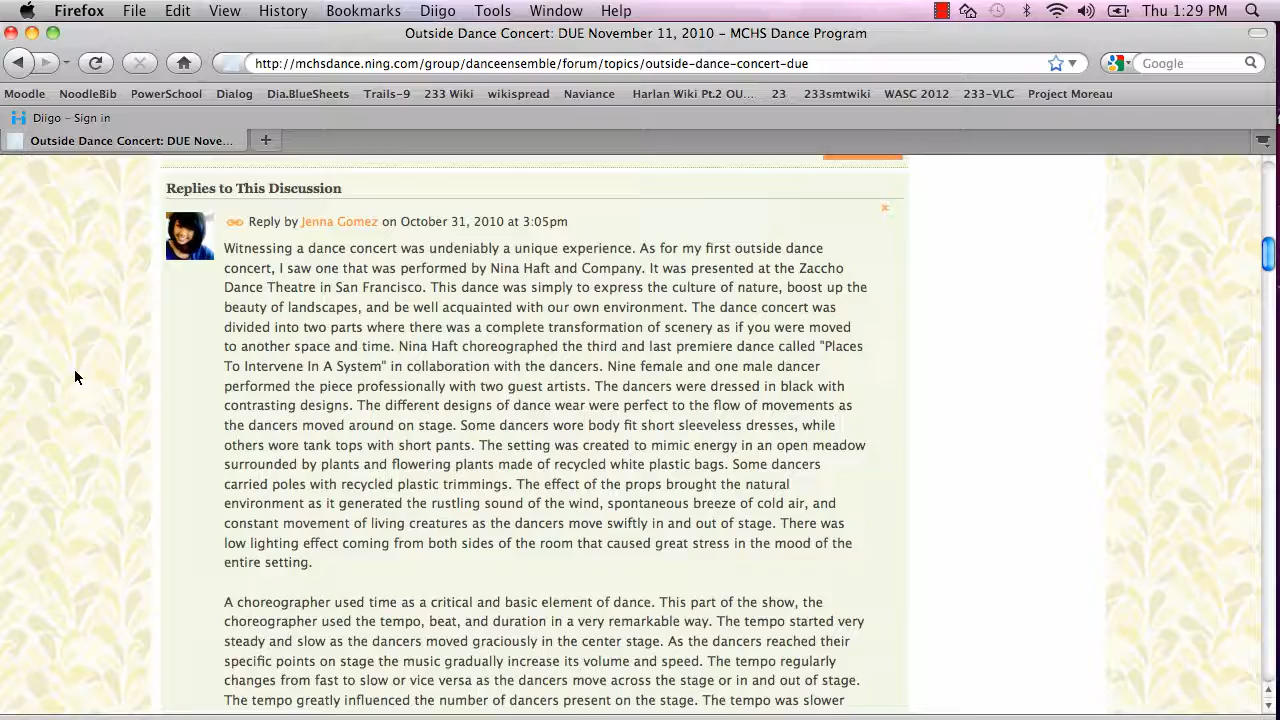 Firefox File Edit View History Bookmarks Diigo Tools Window Help Thu 1:29 PM
Outside Dance Concert: DUE November 11, 2010 – MCHS Dance Program
http://mchsdance.ning.com/group/danceensemble/forum/topics/outside-dance-concert-due Google
Moodle NoodleBib PowerSchool Dialog Dia.BlueSheets Trails-9 233 Wiki wikispread Naviance Harlan Wiki Pt.2 OU... 23 233smtwiki WASC 2012 233-VLC Project Moreau
Diigo – Sign in
Outside Dance Concert: DUE Nove...
Replies to This Discussion
Reply by Jenna Gomez on October 31, 2010 at 3:05pm
Witnessing a dance concert was undeniably a unique experience. As for my first outside dance
concert, I saw one that was performed by Nina Haft and Company. It was presented at the Zaccho
Dance Theatre in San Francisco. This dance was simply to express the culture of nature, boost up the
beauty of landscapes, and be well acquainted with our own environment. The dance concert was
divided into two parts where there was a complete transformation of scenery as if you were moved
to another space and time. Nina Haft choreographed the third and last premiere dance called "Places
To Intervene In A System" in collaboration with the dancers. Nine female and one male dancer
performed the piece professionally with two guest artists. The dancers were dressed in black with
contrasting designs. The different designs of dance wear were perfect to the flow of movements as
the dancers moved around on stage. Some dancers wore body fit short sleeveless dresses, while
others wore tank tops with short pants. The setting was created to mimic energy in an open meadow
surrounded by plants and flowering plants made of recycled white plastic bags. Some dancers
carried poles with recycled plastic trimmings. The effect of the props brought the natural
environment as it generated the rustling sound of the wind, spontaneous breeze of cold air, and
constant movement of living creatures as the dancers move swiftly in and out of stage. There was
low lighting effect coming from both sides of the room that caused great stress in the mood of the
entire setting.
A choreographer used time as a critical and basic element of dance. This part of the show, the
choreographer used the tempo, beat, and duration in a very remarkable way. The tempo started very
steady and slow as the dancers moved graciously in the center stage. As the dancers reached their
specific points on stage the music gradually increase its volume and speed. The tempo regularly
changes from fast to slow or vice versa as the dancers move across the stage or in and out of stage.
The tempo greatly influenced the number of dancers present on the stage. The tempo was slower